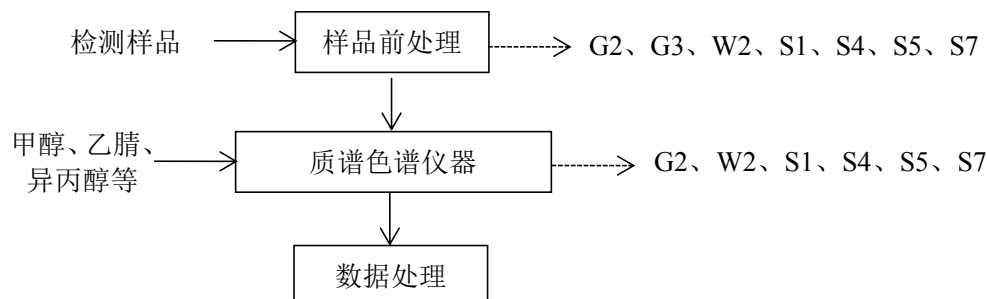 检测样品
样品前处理
G2、G3、W2、S1、S4、S5、S7
甲醇、乙腈、
异丙醇等
质谱色谱仪器
G2、W2、S1、S4、S5、S7
数据处理